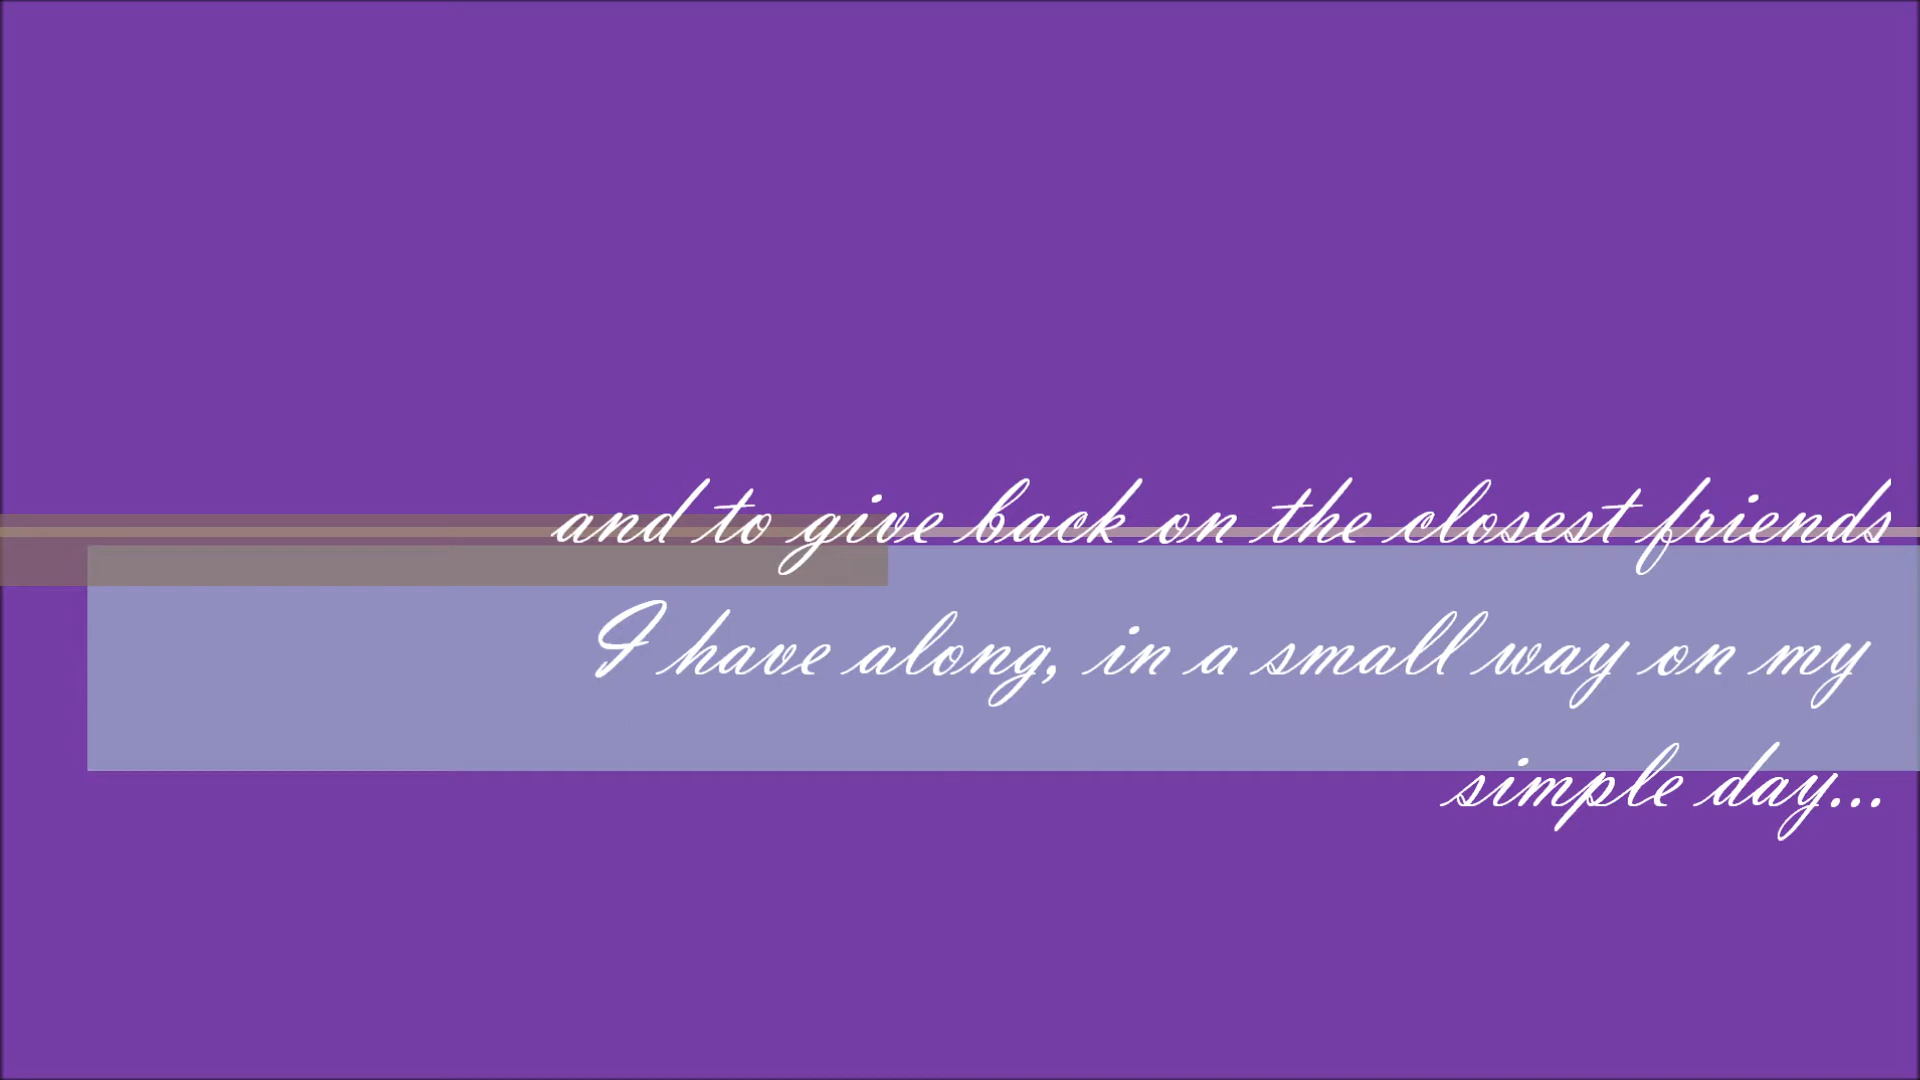 and to give back on the closest friends
I have along, in a small way on my
simple day...